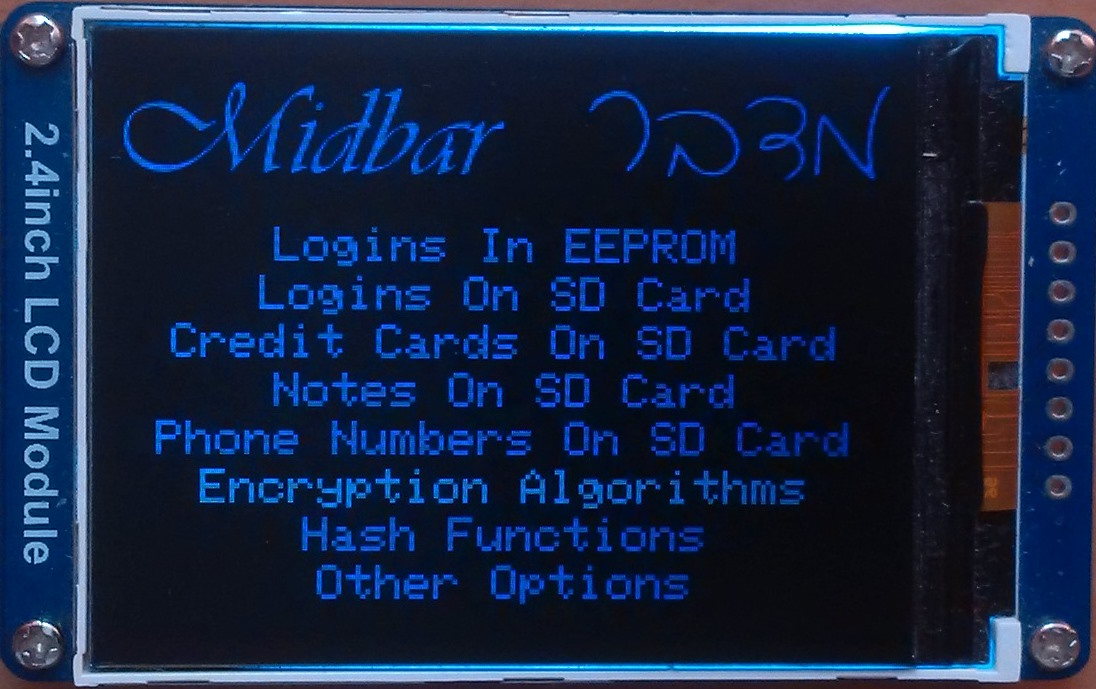 2.4inch LCD Module
Midbar מדבר
Logins In EEPROM
Logins On SD Card
Credit Cards On SD Card
Notes On SD Card
Phone Numbers On SD Card
Encryption Algorithms
Hash Functions
Other Options